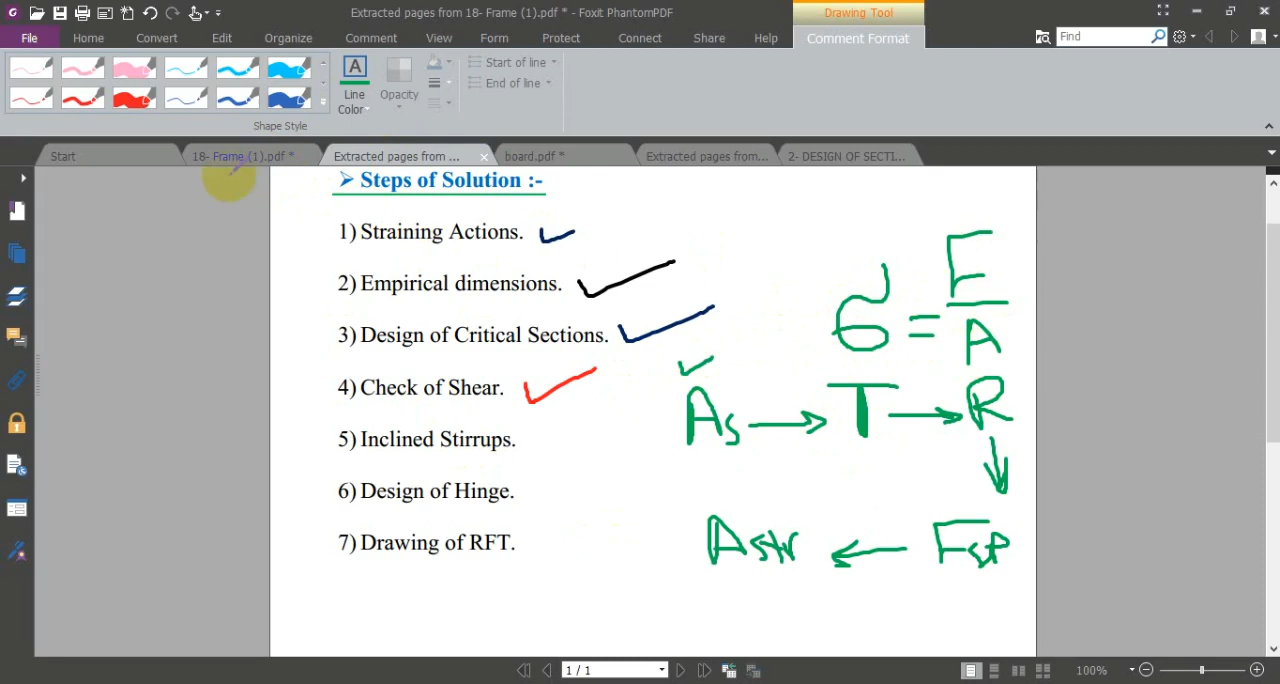 Extracted pages from 18- Frame (1).pdf * - Foxit PhantomPDF
Drawing Tool
File Home Convert Edit Organize Comment View Form Protect Connect Share Help Comment Format Find
Line Color
Opacity
Start of line
End of line
Shape Style
Start 18- Frame (1).pdf * Extracted pages from ... board.pdf * Extracted pages from... 2- DESIGN OF SECTI...
Steps of Solution :-
1) Straining Actions.
2) Empirical dimensions.
3) Design of Critical Sections.
4) Check of Shear.
5) Inclined Stirrups.
6) Design of Hinge.
7) Drawing of RFT.
F
6 =
A
As → T → R
↓
Astr ← Fsp
1 / 1
100%